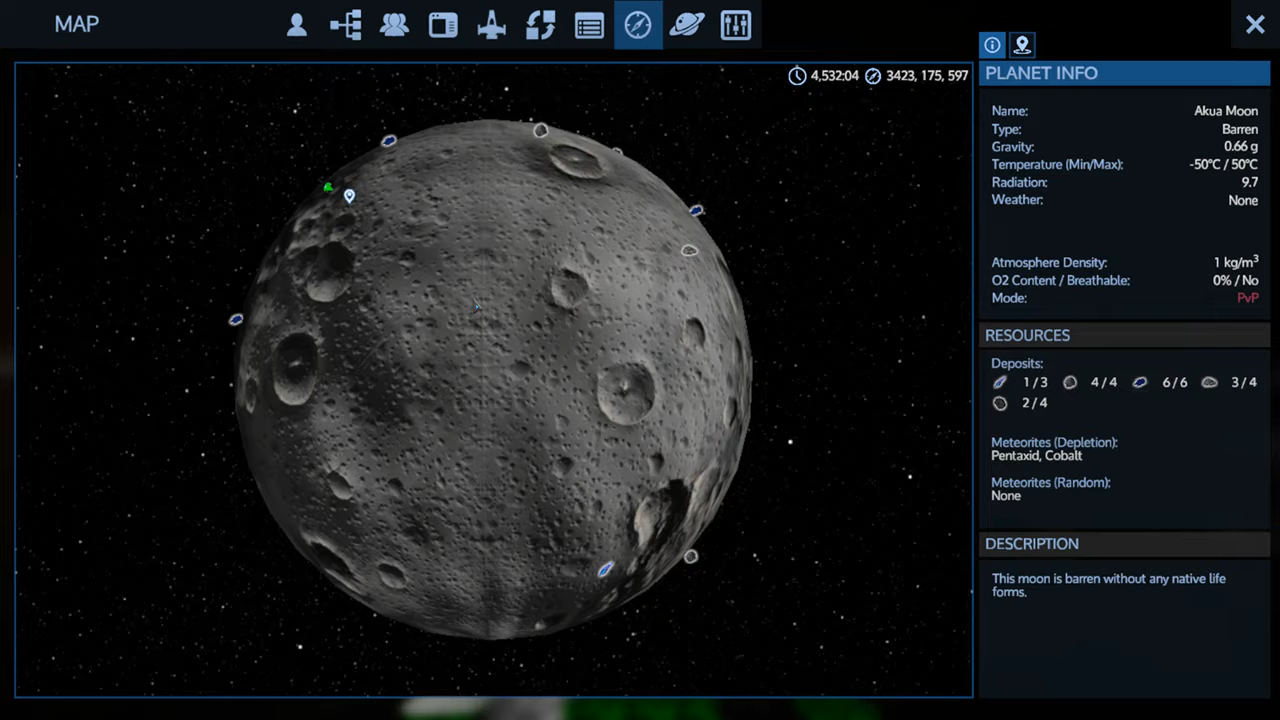 MAP
4,532:04 3423, 175, 597
PLANET INFO
Name: Akua Moon
Type: Barren
Gravity: 0.66 g
Temperature (Min/Max): -50°C / 50°C
Radiation: 9.7
Weather: None
Atmosphere Density: 1 kg/m³
O2 Content / Breathable: 0% / No
Mode: PvP
RESOURCES
Deposits:
1 / 3 4 / 4 6 / 6 3 / 4
2 / 4
Meteorites (Depletion):
Pentaxid, Cobalt
Meteorites (Random):
None
DESCRIPTION
This moon is barren without any native life
forms.